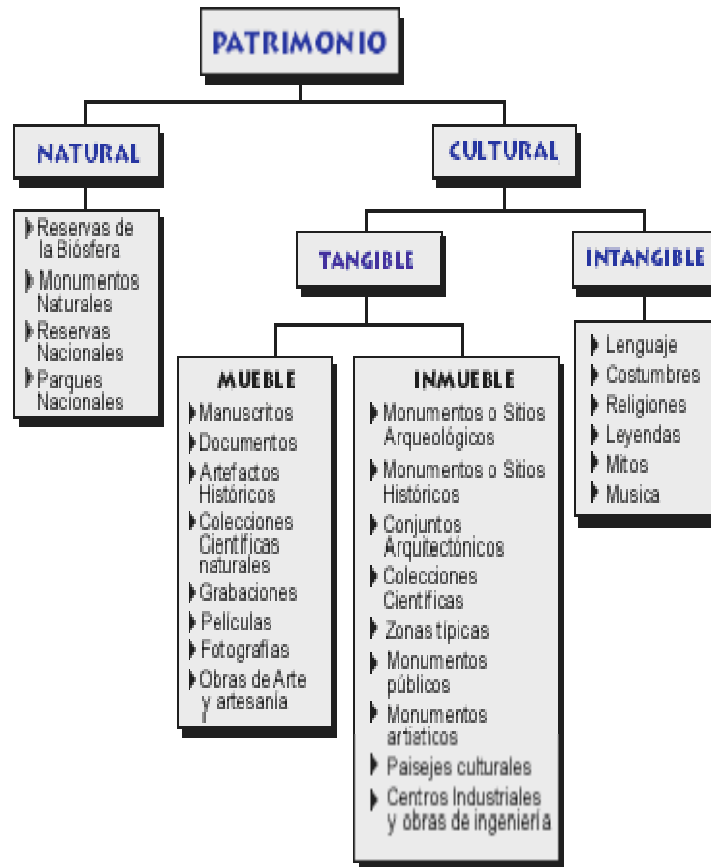 PATRIMONIO
NATURAL
Reservas de
la Biósfera
Monumentos
Naturales
Reservas
Nacionales
Parques
Nacionales
CULTURAL
TANGIBLE
MUEBLE
Manuscritos
Documentos
Artefactos
Históricos
Colecciones
Científicas
naturales
Grabaciones
Películas
Fotografías
Obras de Arte
y artesanía
INMUEBLE
Monumentos o Sitios
Arqueológicos
Monumentos o Sitios
Históricos
Conjuntos
Arquitectónicos
Colecciones
Científicas
Zonas típicas
Monumentos
públicos
Monumentos
artisticos
Paisejes culturales
Centros Industriales
y obras de ingeniería
INTANGIBLE
Lenguaje
Costumbres
Religiones
Leyendas
Mitos
Musica